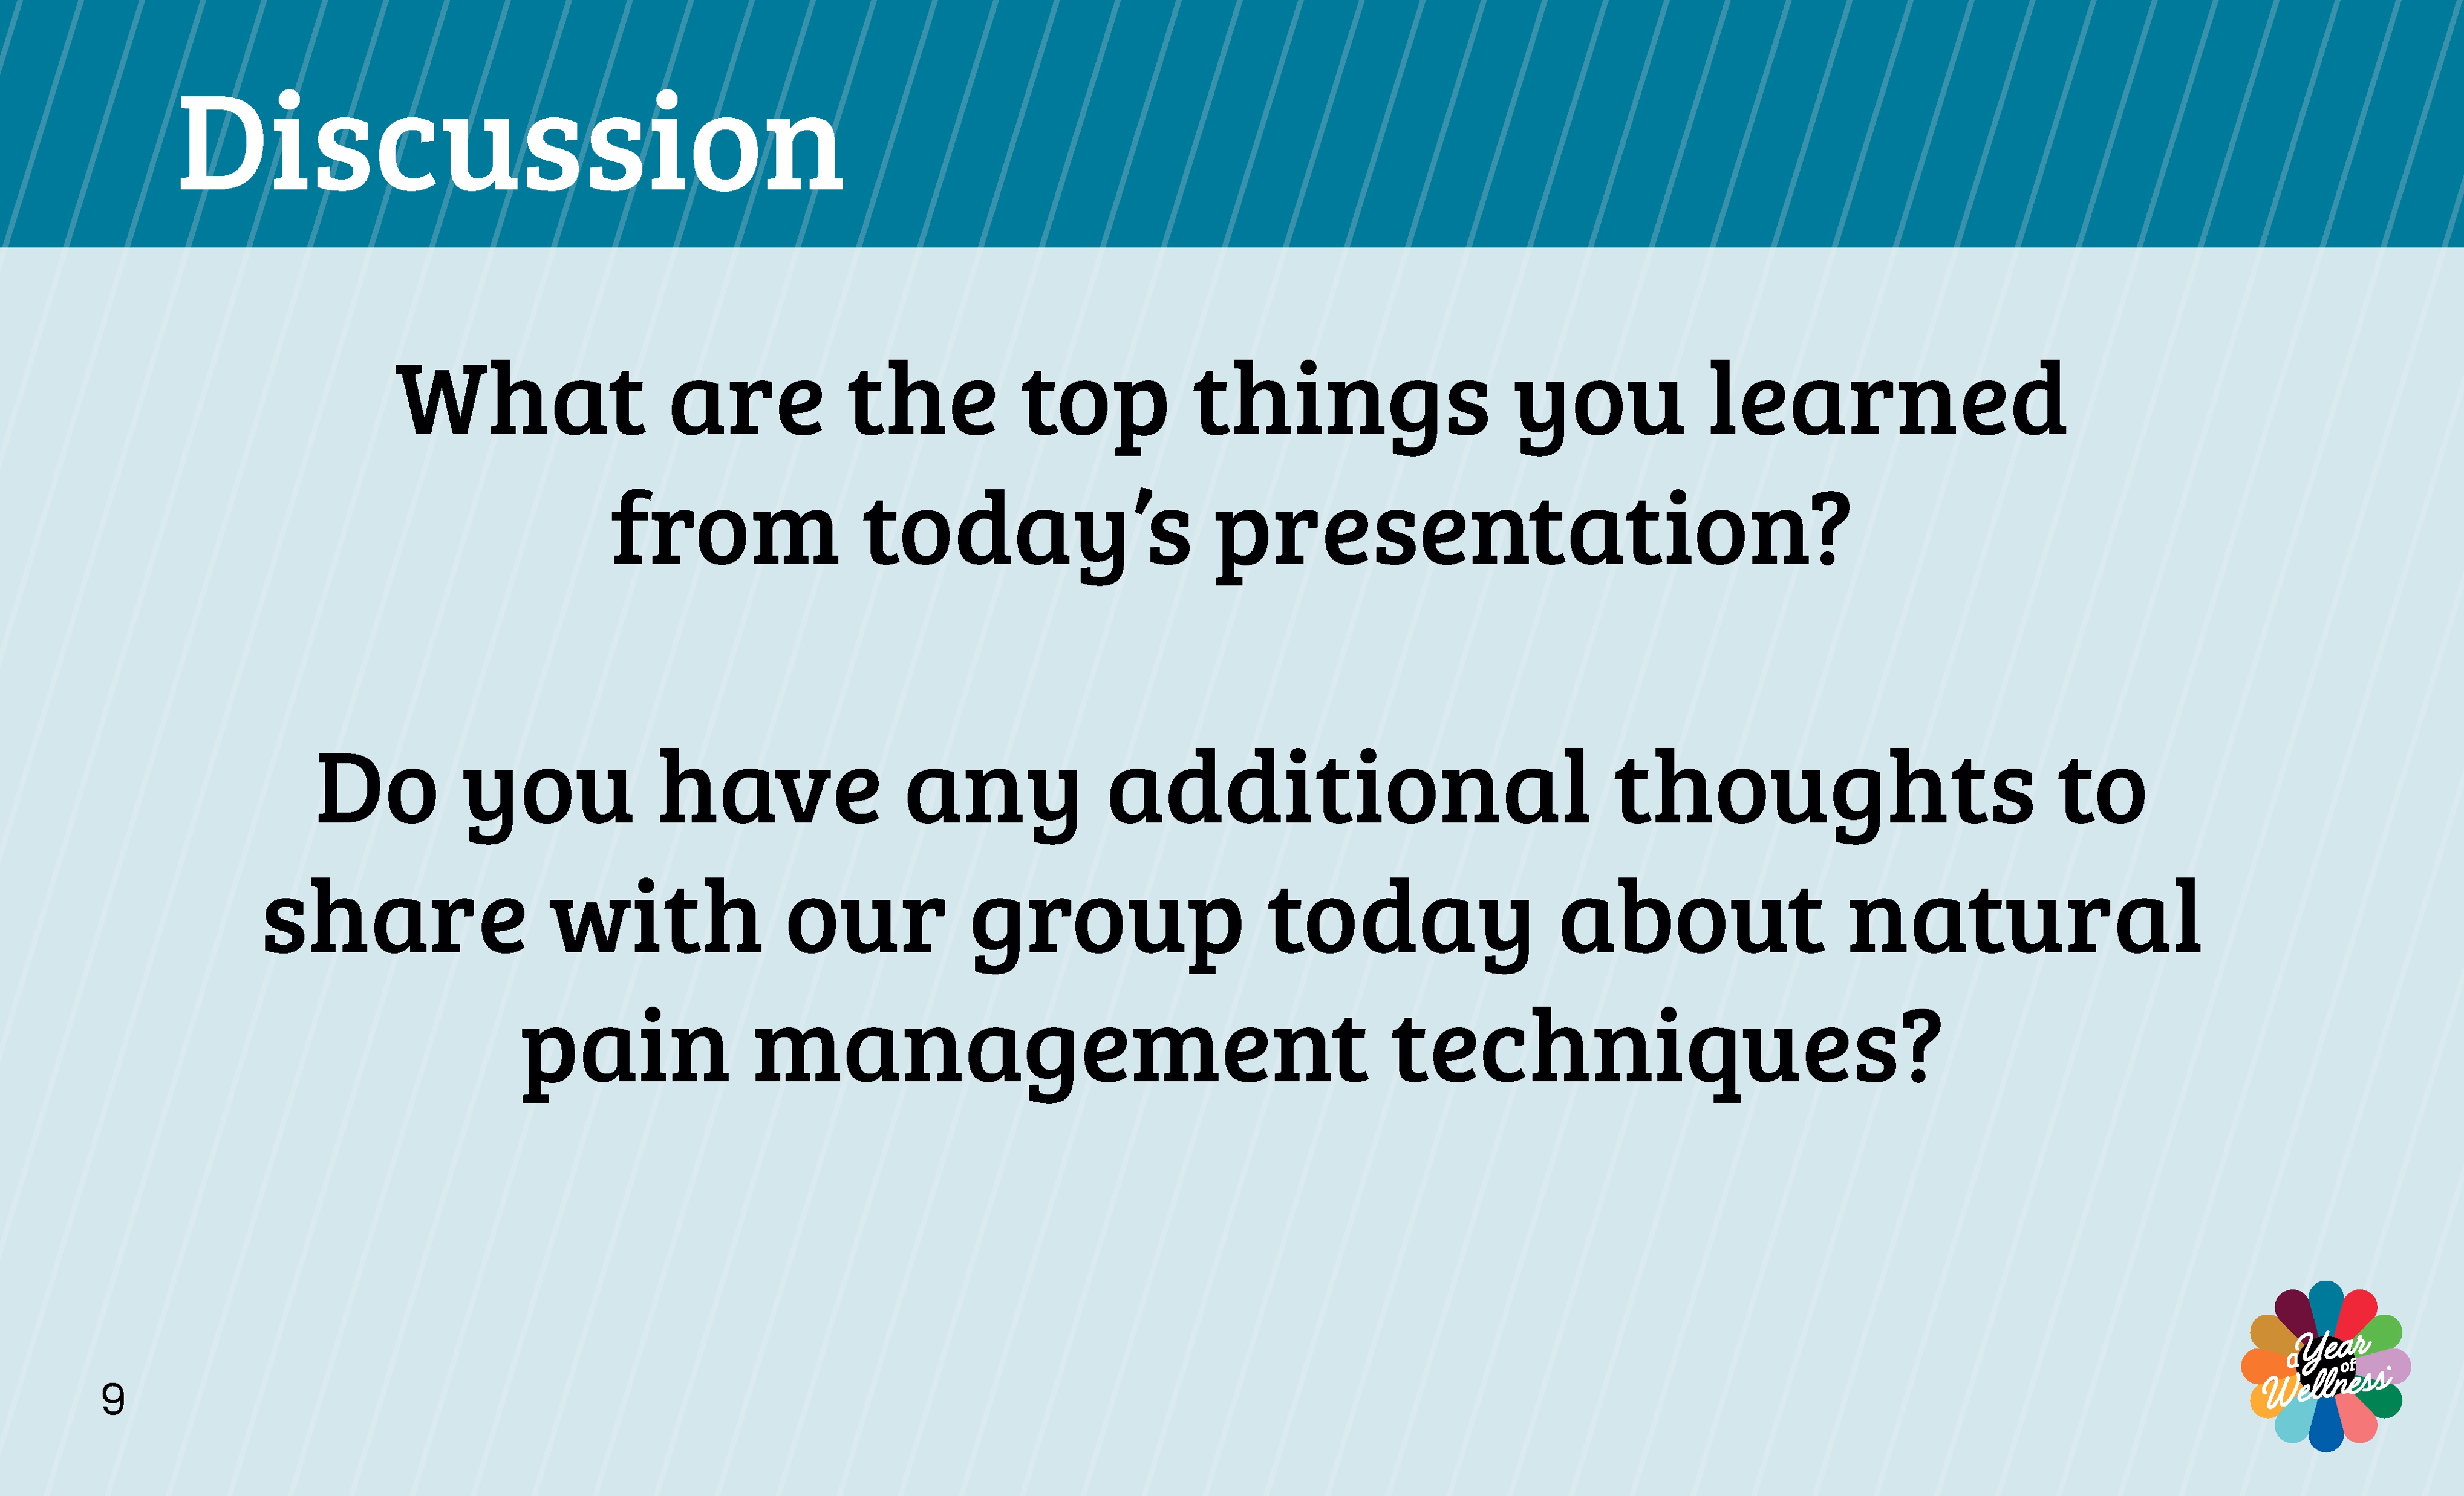 Discussion
What are the top things you learned
from today’s presentation?
Do you have any additional thoughts to
share with our group today about natural
pain management techniques?
9
a Year
of
Wellness